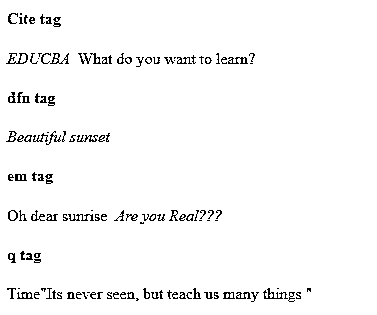 Cite tag
EDUCBA What do you want to learn?
dfn tag
Beautiful sunset
em tag
Oh dear sunrise Are you Real???
q tag
Time"Its never seen, but teach us many things "